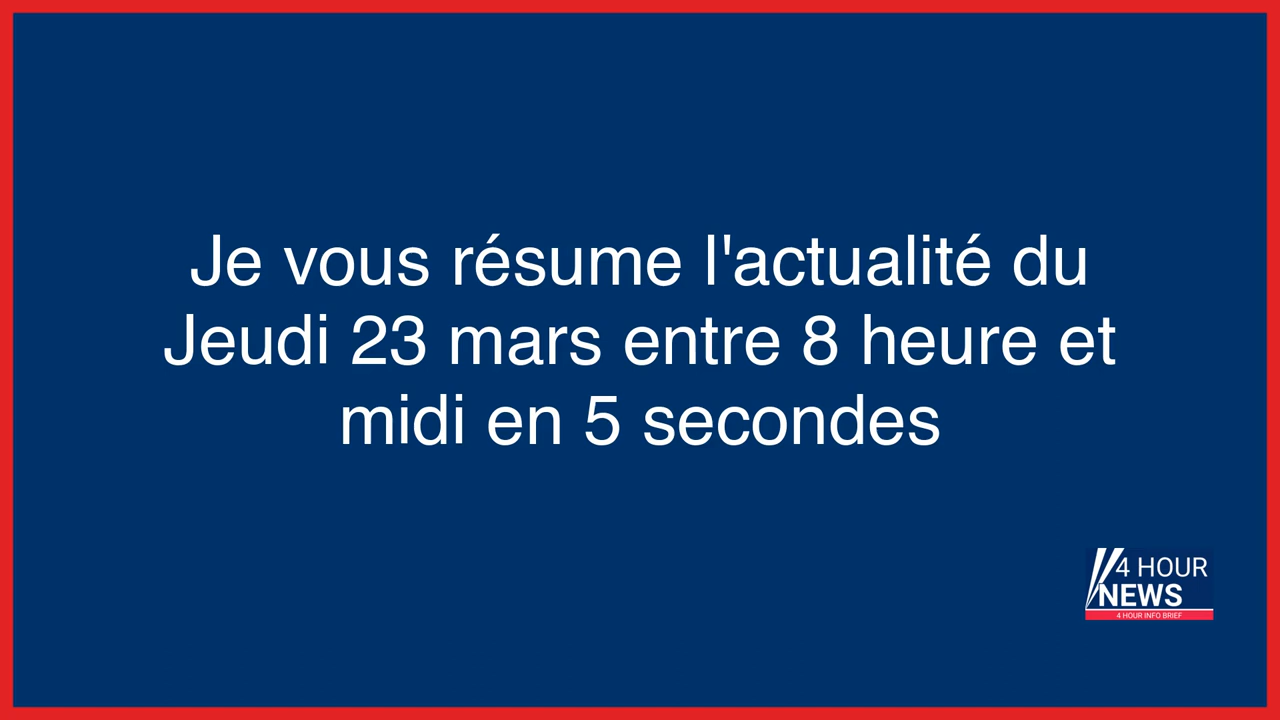 Je vous résume l'actualité du
Jeudi 23 mars entre 8 heure et
midi en 5 secondes
4 HOUR
NEWS
4 HOUR INFO BRIEF